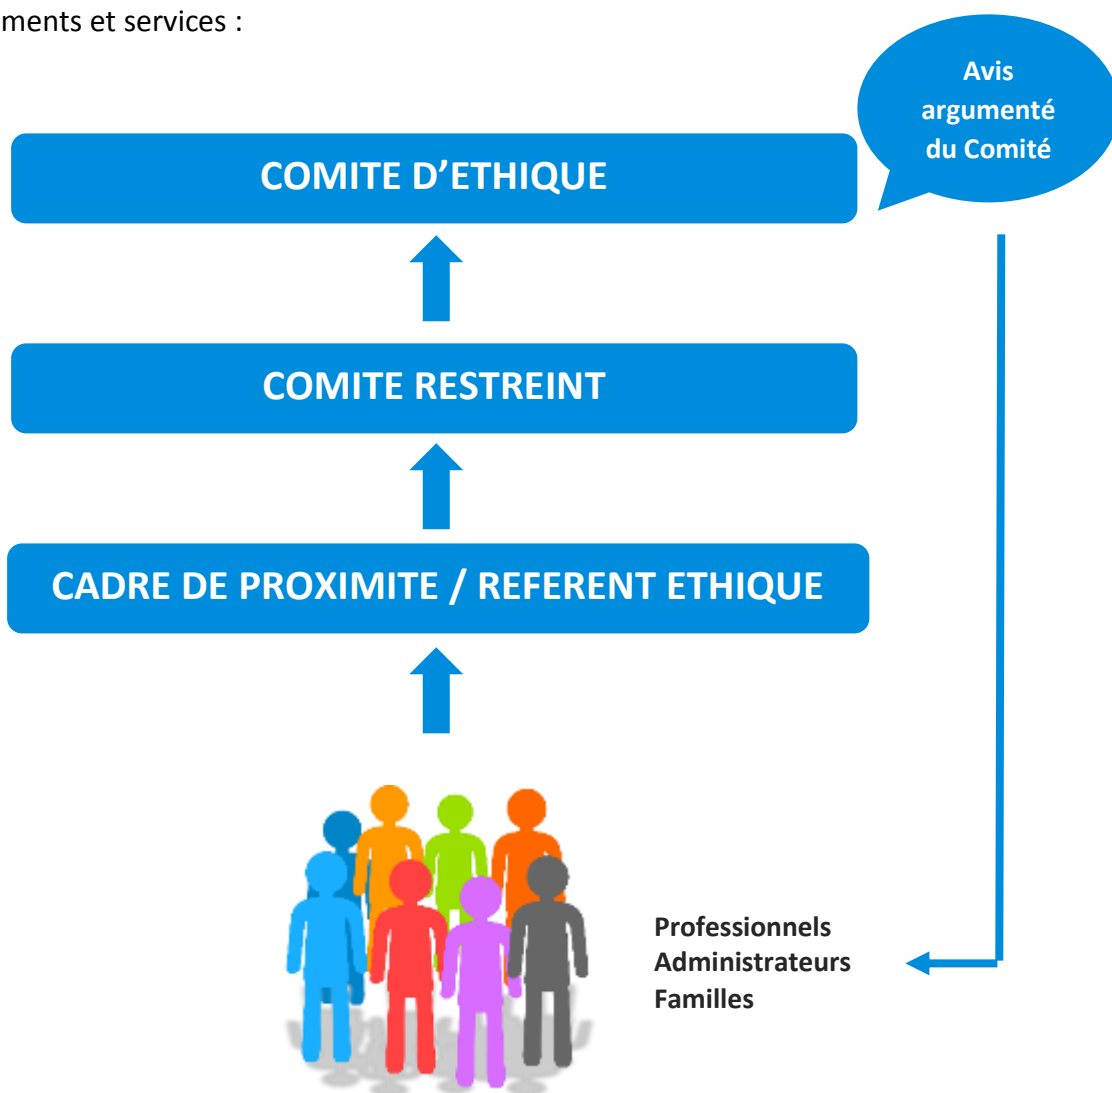 ments et services :
Avis
argumenté
du Comité
COMITE D’ETHIQUE
COMITE RESTREINT
CADRE DE PROXIMITE / REFERENT ETHIQUE
Professionnels
Administrateurs
Familles